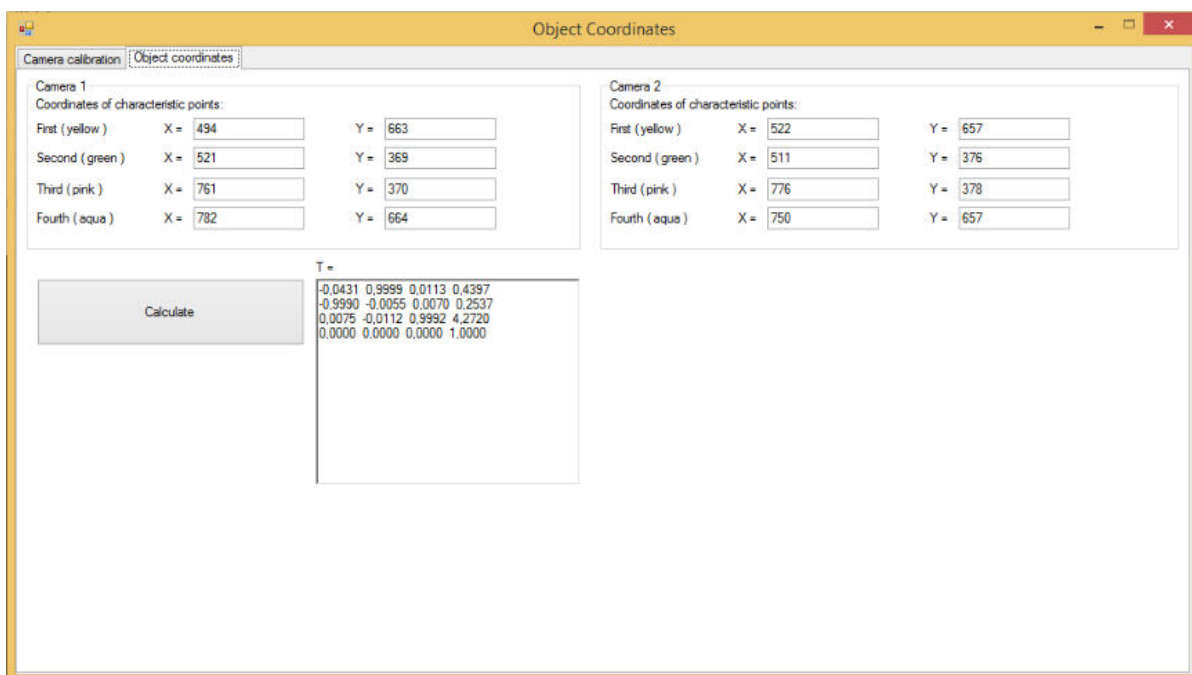 Object Coordinates
Camera calibration Object coordinates
Camera 1
Coordinates of characteristic points:
First ( yellow ) X = 494 Y = 663
Second ( green ) X = 521 Y = 369
Third ( pink ) X = 761 Y = 370
Fourth ( aqua ) X = 782 Y = 664
Camera 2
Coordinates of characteristic points:
First ( yellow ) X = 522 Y = 657
Second ( green ) X = 511 Y = 376
Third ( pink ) X = 776 Y = 378
Fourth ( aqua ) X = 750 Y = 657
Calculate
T =
-0,0431 0,9999 0,0113 0,4397
-0,9990 -0,0055 0,0070 0,2537
0,0075 -0,0112 0,9992 4,2720
0,0000 0,0000 0,0000 1,0000